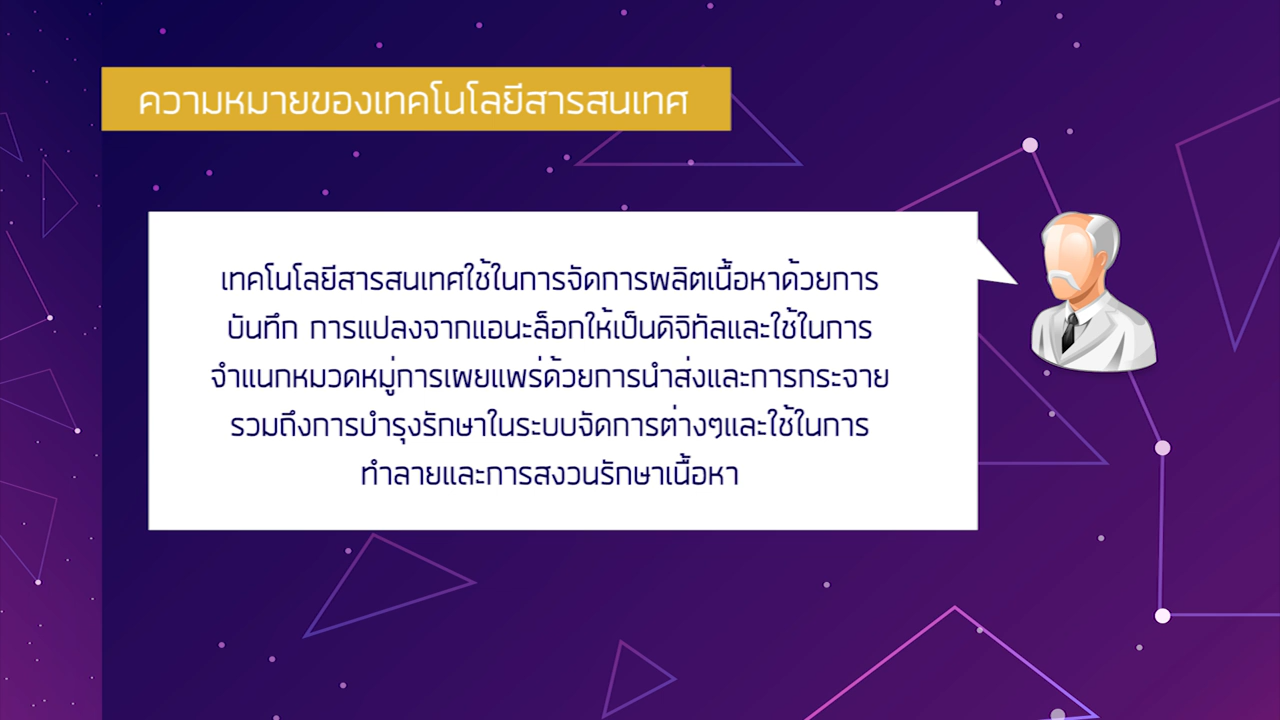 ความหมายของเทคโนโลยีสารสนเทศ
เทคโนโลยีสารสนเทศใช้ในการจัดการผลิตเนื้อหาด้วยการ
บันทึก การแปลงจากแอนะล็อกให้เป็นดิจิทัลและใช้ในการ
จำแนกหมวดหมู่การเผยแพร่ด้วยการนำส่งและการกระจาย
รวมถึงการบำรุงรักษาในระบบจัดการต่างๆและใช้ในการ
ทำลายและการสงวนรักษาเนื้อหา